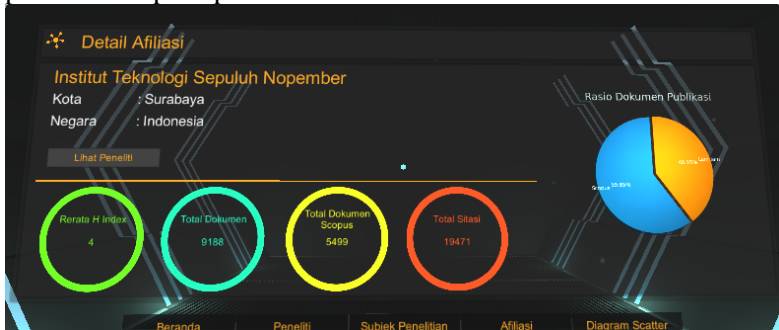 Detail Afiliasi
Institut Teknologi Sepuluh Nopember
Kota : Surabaya
Negara : Indonesia
Lihat Peneliti
Rasio Dokumen Publikasi
Scopus
Rerata H Index
4
Total Dokumen
9188
Total Dokumen
Scopus
5499
Total Sitasi
19471
Beranda
Peneliti
Subjek Penelitian
Afiliasi
Diagram Scatter